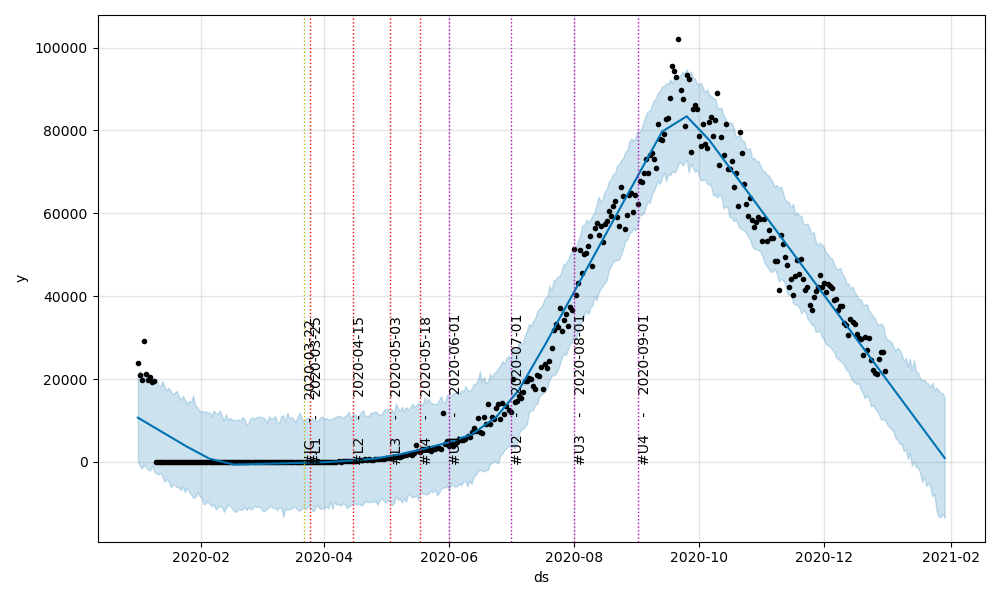 100000
80000
60000
40000
20000
0
y
#JC - 2020-03-22
#L1 - 2020-03-25
#L2 - 2020-04-15
#L3 - 2020-05-03
#L4 - 2020-05-18
#U1 - 2020-06-01
#U2 - 2020-07-01
#U3 - 2020-08-01
#U4 - 2020-09-01
2020-02
2020-04
2020-06
2020-08
2020-10
2020-12
2021-02
ds